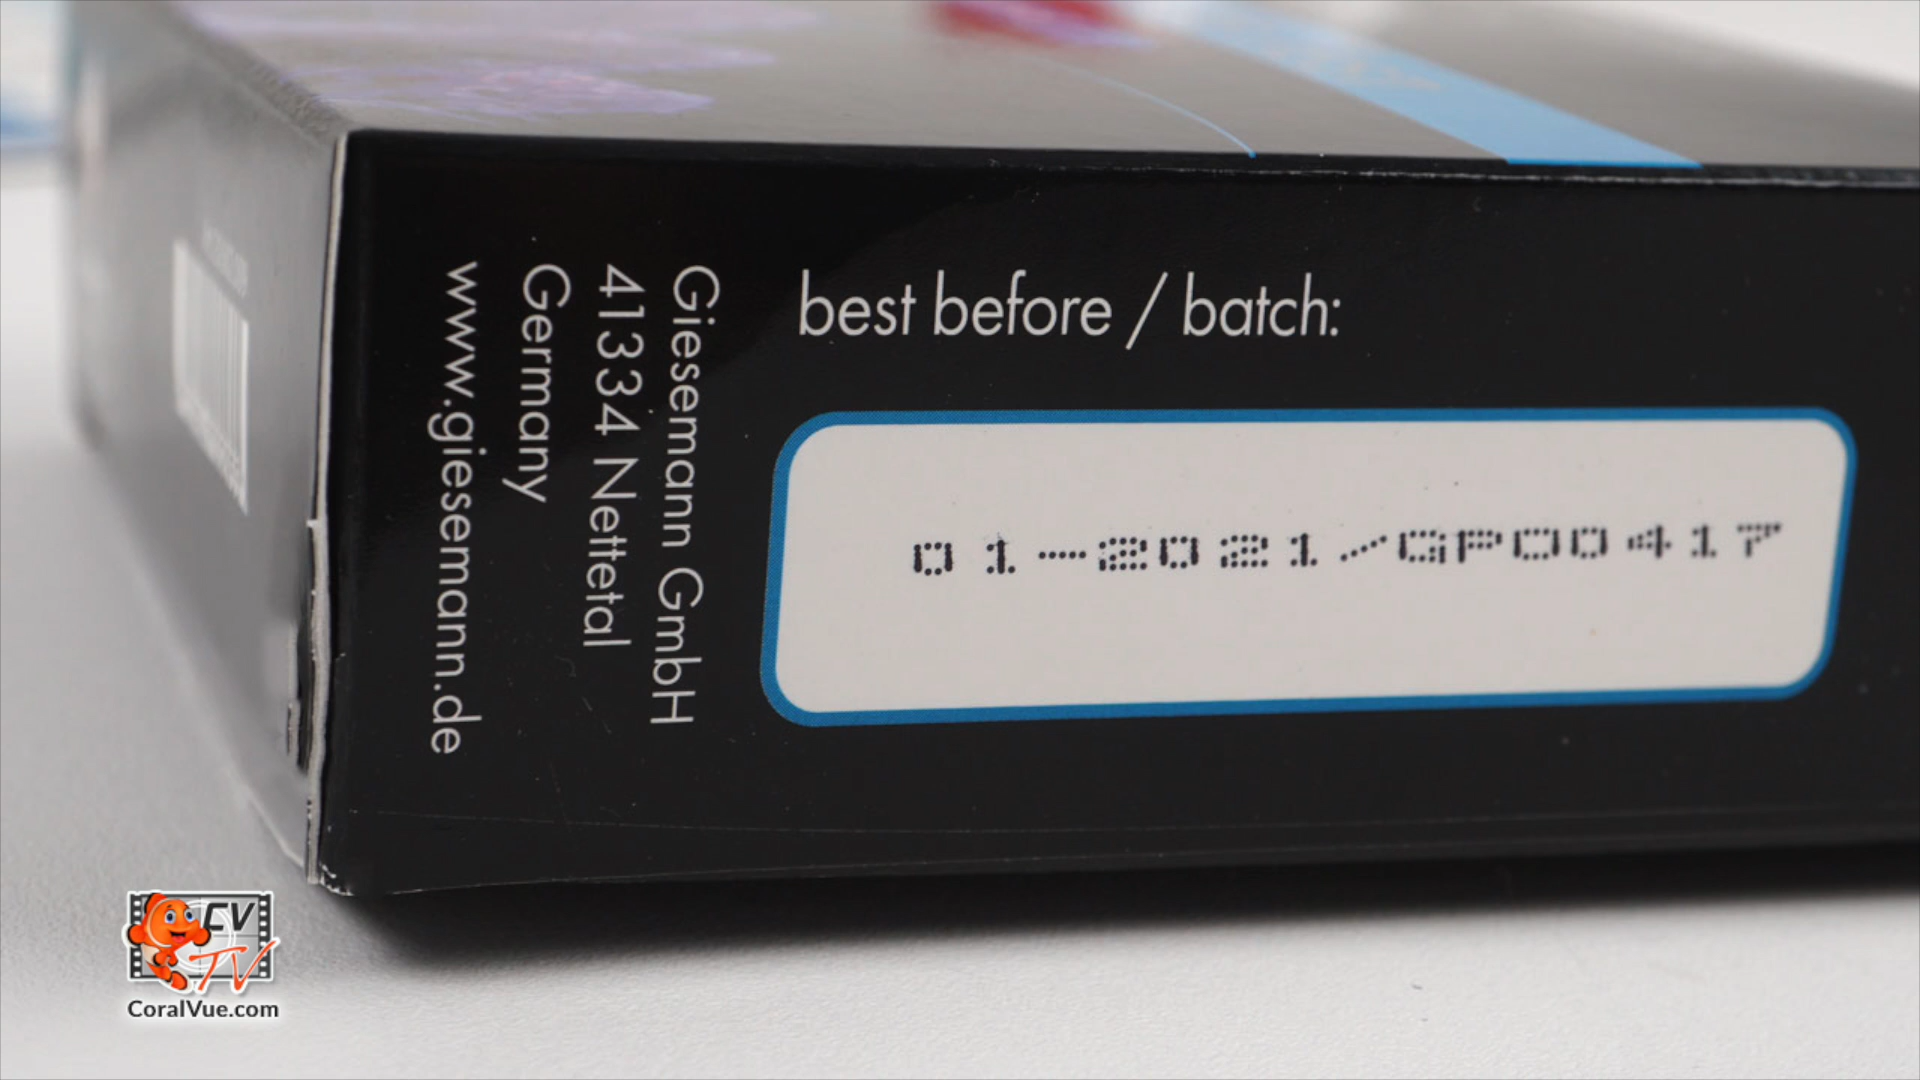 best before / batch:
01-2021/GP00417
Giesemann GmbH
41334 Nettetal
Germany
www.giesemann.de
CV
TV
CoralVue.com